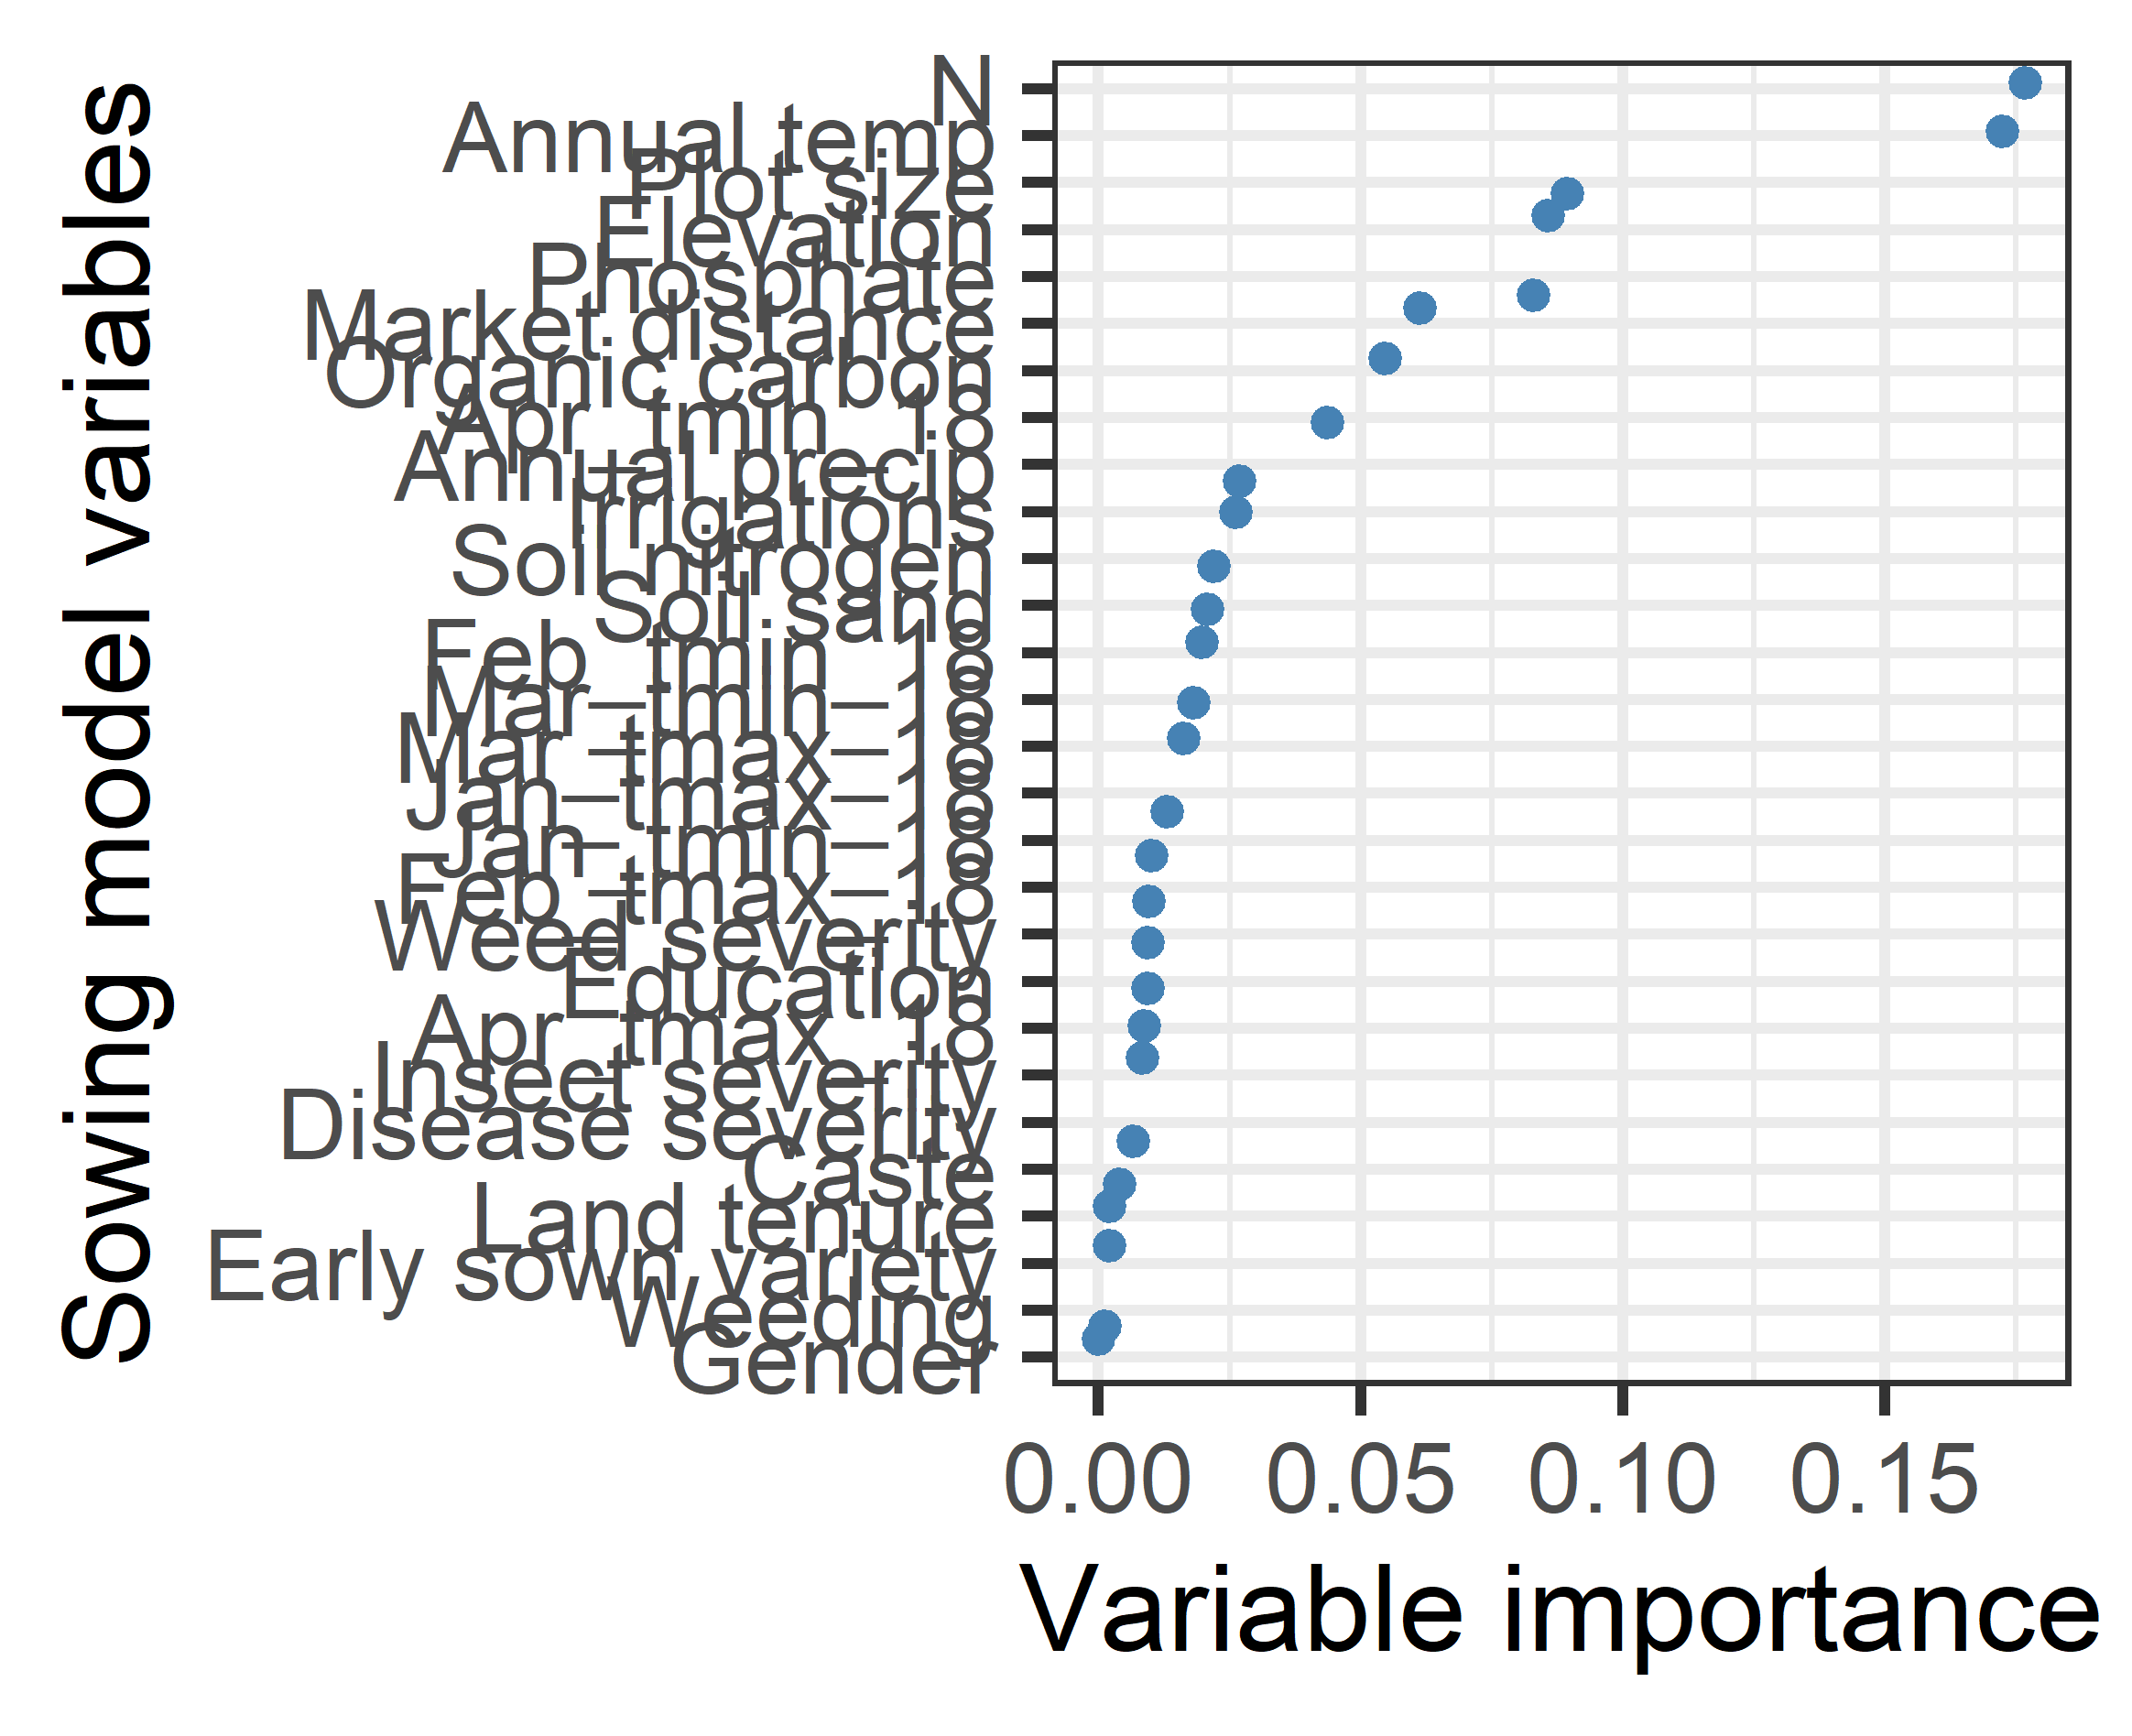 Sowing model variables
N
Annual temp
Plot size
Elevation
Phosphate
Market distance
Organic carbon
Apr_tmin_18
Annual precip
Irrigations
Soil nitrogen
Soil sand
Feb_tmin_18
Mar_tmin_18
Mar_tmax_18
Jan_tmax_18
Jan_tmin_18
Feb_tmax_18
Weed severity
Education
Apr_tmax_18
Insect severity
Disease severity
Caste
Land tenure
Early sown variety
Weeding
Gender
0.00 0.05 0.10 0.15
Variable importance